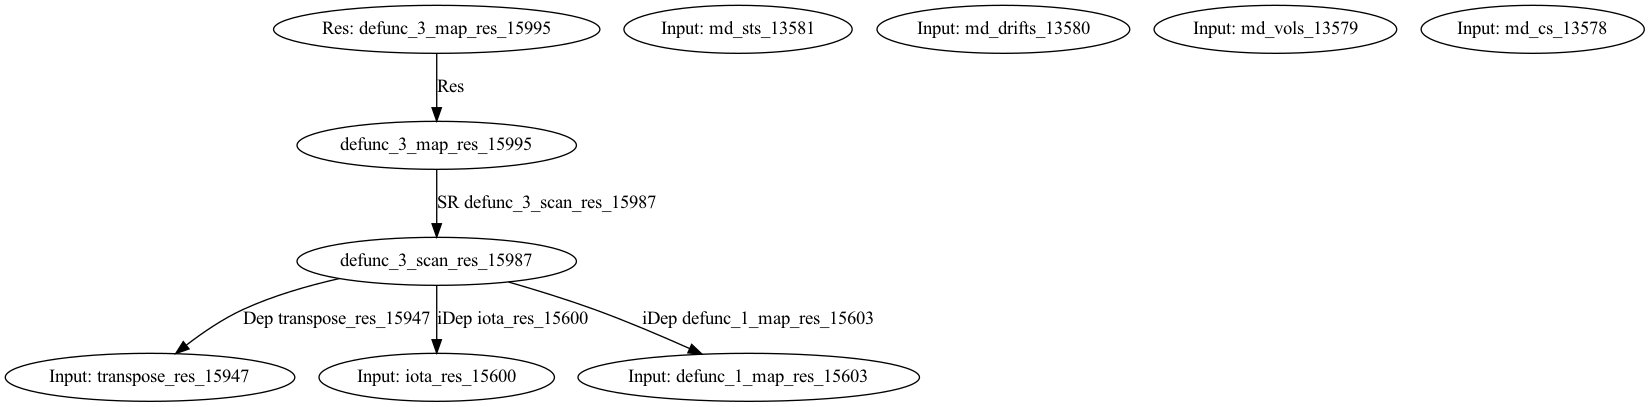 Res: defunc_3_map_res_15995
Input: md_sts_13581
Input: md_drifts_13580
Input: md_vols_13579
Input: md_cs_13578
Res
defunc_3_map_res_15995
SR defunc_3_scan_res_15987
defunc_3_scan_res_15987
Dep transpose_res_15947
iDep iota_res_15600
iDep defunc_1_map_res_15603
Input: transpose_res_15947
Input: iota_res_15600
Input: defunc_1_map_res_15603